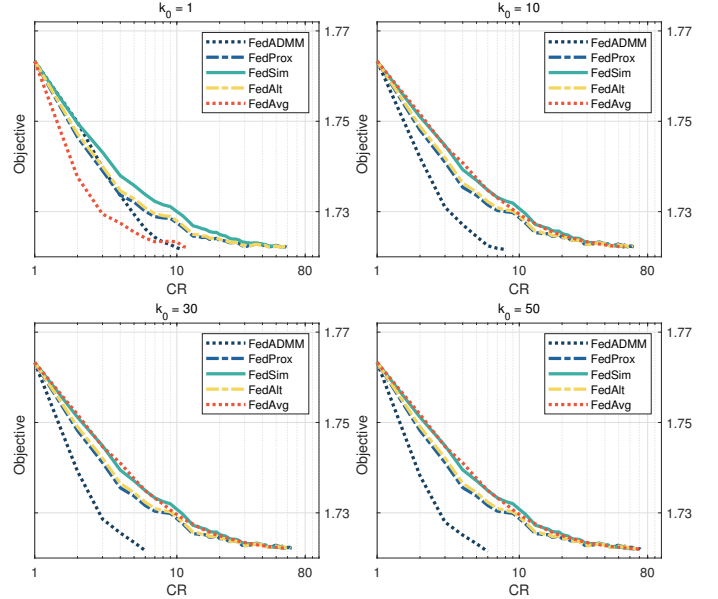 k0 = 1
1.77
1.75
1.73
Objective
FedADMM
FedProx
FedSim
FedAlt
FedAvg
1 10 80
CR
k0 = 10
1.77
1.75
1.73
Objective
FedADMM
FedProx
FedSim
FedAlt
FedAvg
1 10 80
CR
k0 = 30
1.77
1.75
1.73
Objective
FedADMM
FedProx
FedSim
FedAlt
FedAvg
1 10 80
CR
k0 = 50
1.77
1.75
1.73
Objective
FedADMM
FedProx
FedSim
FedAlt
FedAvg
1 10 80
CR